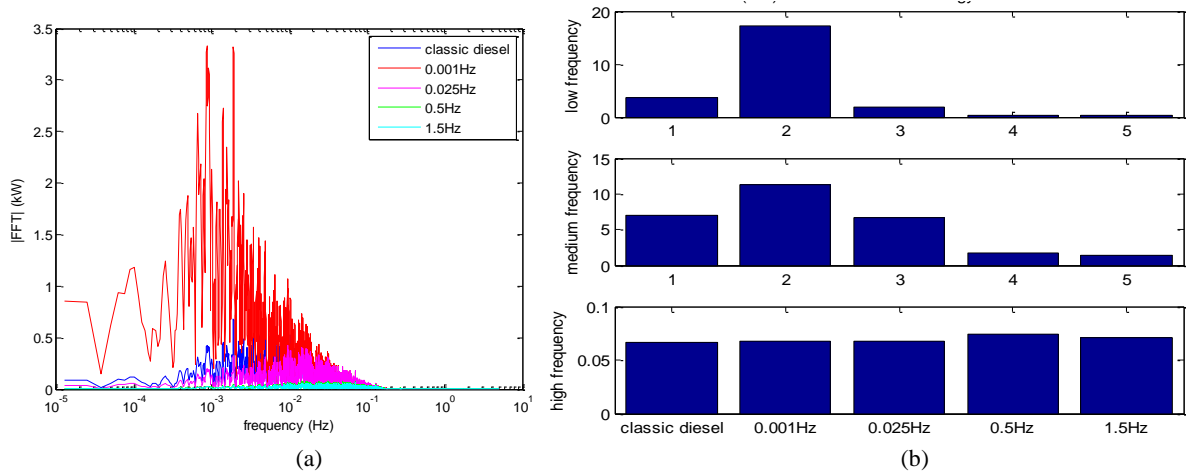 3.5
3
2.5
2
1.5
1
0.5
0
|FFT| (kW)
10^-5
10^-4
10^-3
10^-2
10^-1
10^0
10^1
frequency (Hz)
classic diesel
0.001Hz
0.025Hz
0.5Hz
1.5Hz
(a)
20
10
0
low frequency
1
2
3
4
5
15
10
5
0
medium frequency
1
2
3
4
5
0.1
0.05
0
high frequency
classic diesel
0.001Hz
0.025Hz
0.5Hz
1.5Hz
(b)